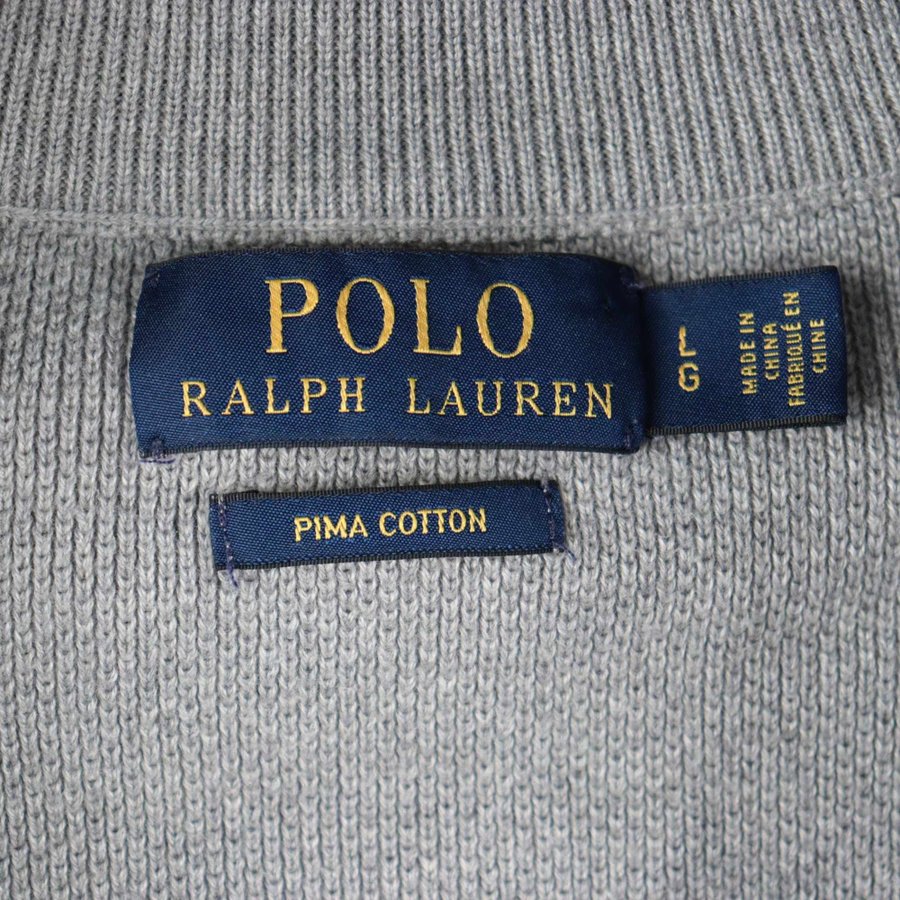 POLO
RALPH LAUREN
L
G
MADE IN
CHINA
FABRIQUÉ EN
CHINE
PIMA COTTON